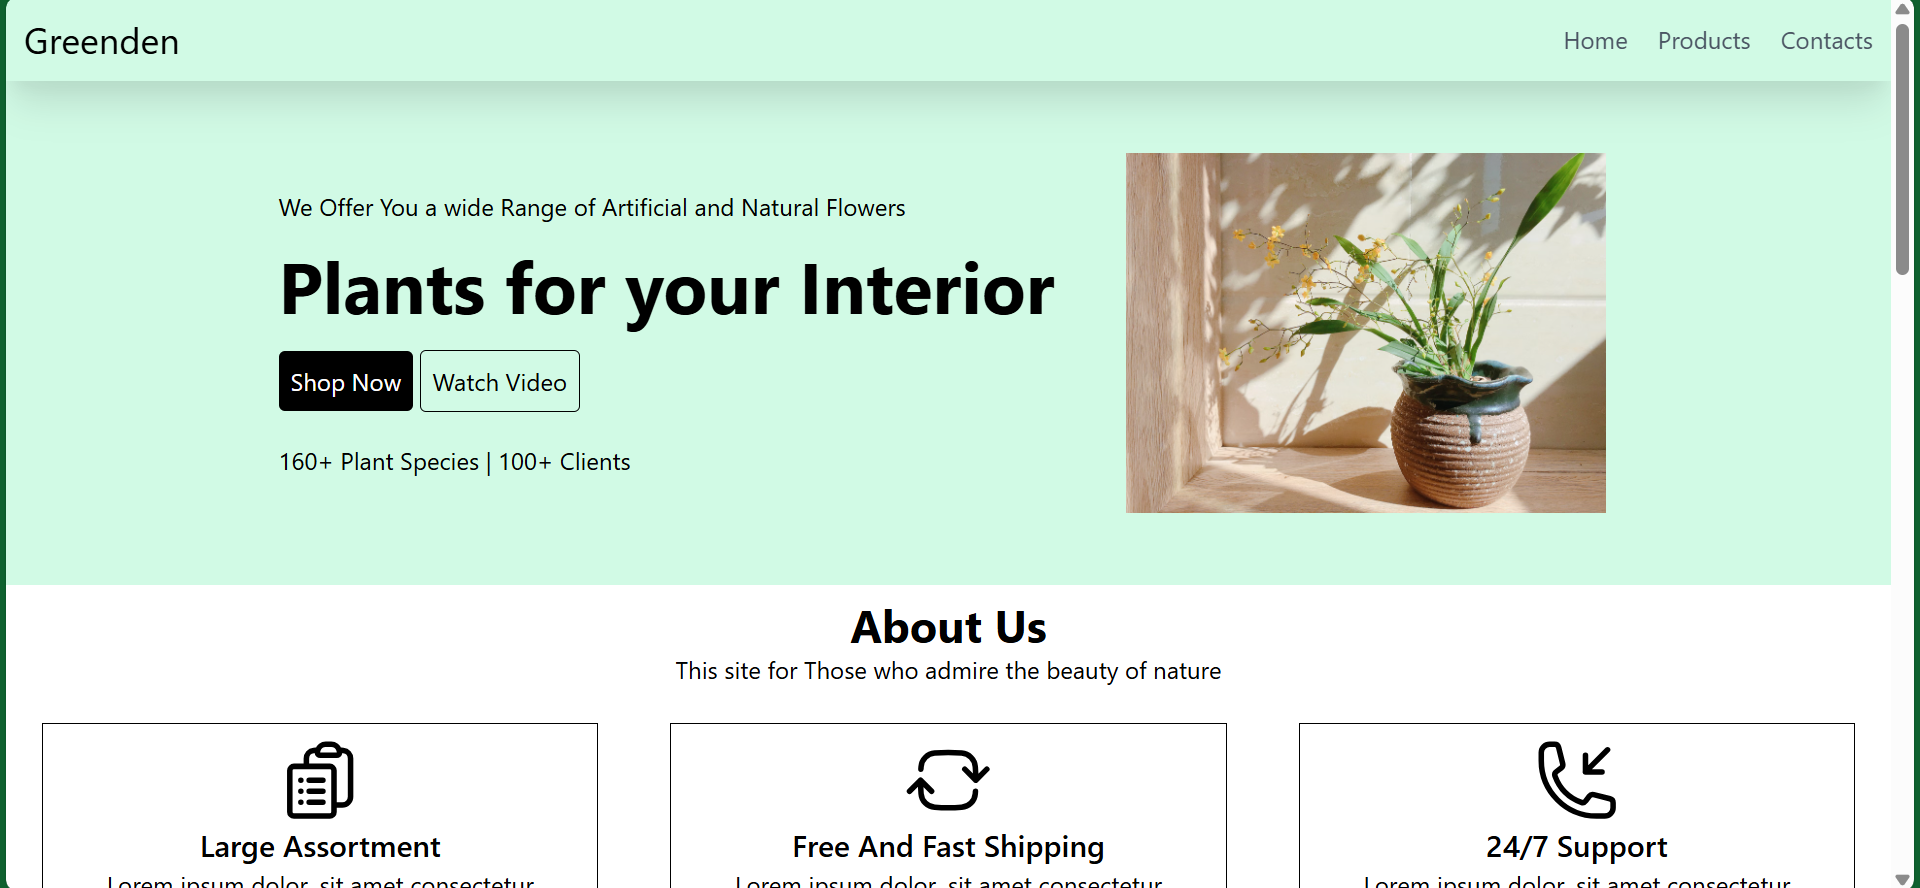 Greenden
Home Products Contacts
We Offer You a wide Range of Artificial and Natural Flowers
Plants for your Interior
Shop Now Watch Video
160+ Plant Species | 100+ Clients
About Us
This site for Those who admire the beauty of nature
Large Assortment
Lorem ipsum dolor, sit amet consectetur
Free And Fast Shipping
Lorem ipsum dolor, sit amet consectetur
24/7 Support
Lorem ipsum dolor, sit amet consectetur